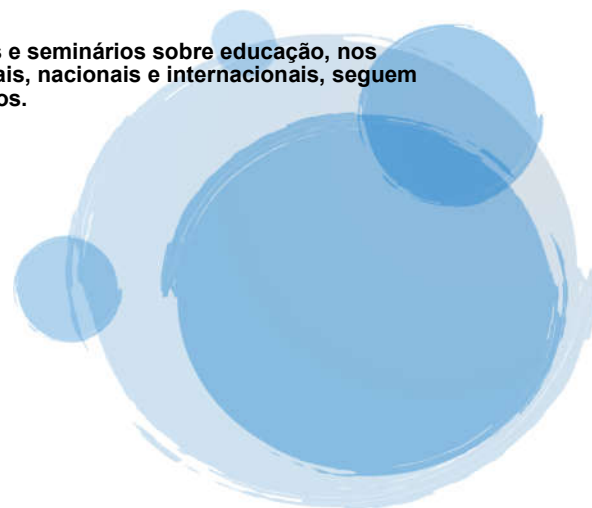 s e seminários sobre educação, nos
ais, nacionais e internacionais, seguem
os.